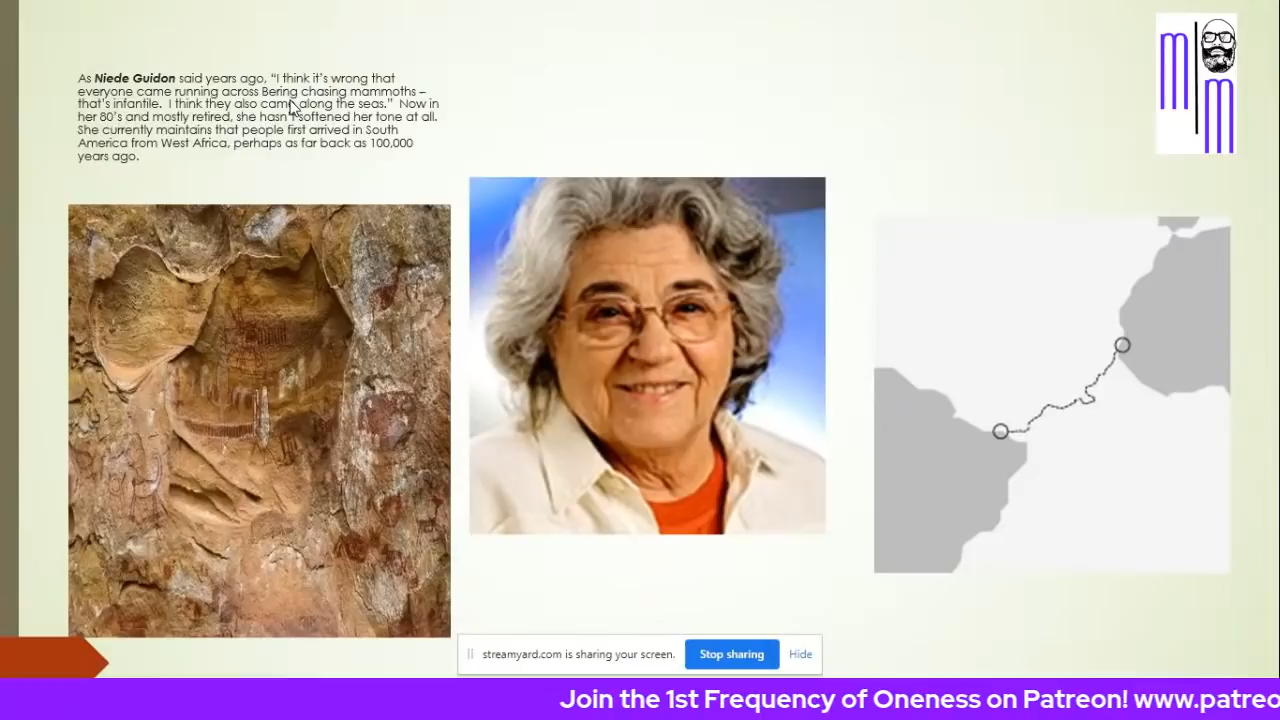 As Niede Guidon said years ago, “I think it’s wrong that
everyone came running across Bering chasing mammoths –
that’s infantile. I think they also came along the seas.” Now in
her 80’s and mostly retired, she hasn’t softened her tone at all.
She currently maintains that people first arrived in South
America from West Africa, perhaps as far back as 100,000
years ago.
m
m
streamyard.com is sharing your screen.
Stop sharing
Hide
Join the 1st Frequency of Oneness on Patreon! www.patreo